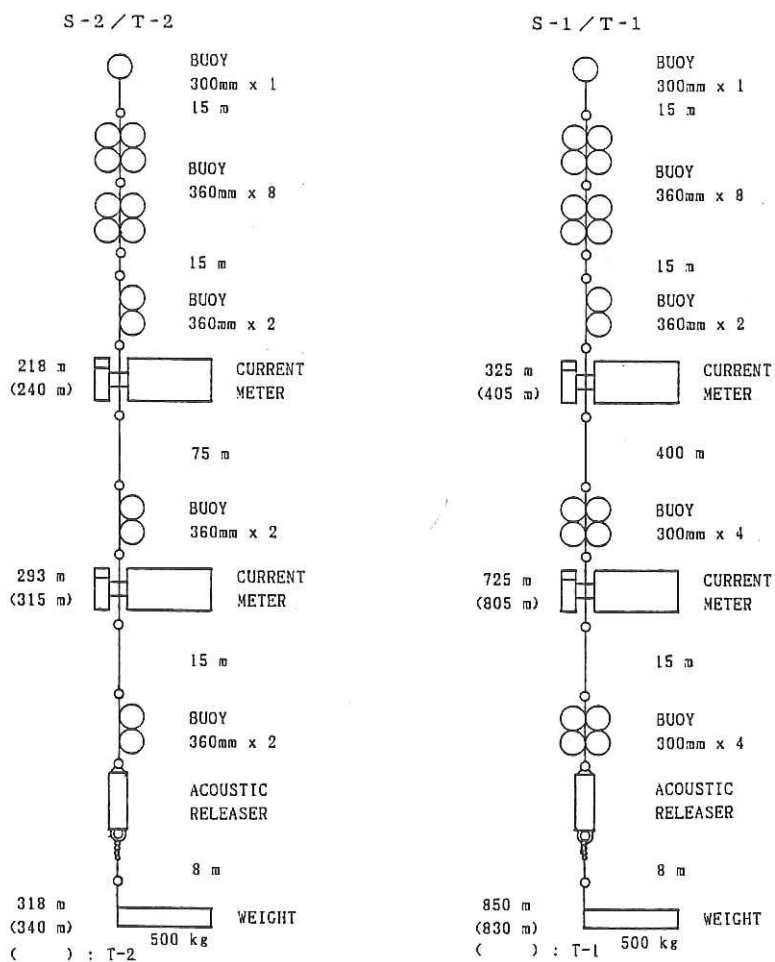 S-2／T-2
BUOY
300mm x 1
15 m
BUOY
360mm x 8
15 m
BUOY
360mm x 2
218 m
(240 m)
CURRENT
METER
75 m
BUOY
360mm x 2
293 m
(315 m)
CURRENT
METER
15 m
BUOY
360mm x 2
ACOUSTIC
RELEASER
8 m
318 m
(340 m)
WEIGHT
500 kg
( ) : T-2
S-1／T-1
BUOY
300mm x 1
15 m
BUOY
360mm x 8
15 m
BUOY
360mm x 2
325 m
(405 m)
CURRENT
METER
400 m
BUOY
300mm x 4
725 m
(805 m)
CURRENT
METER
15 m
BUOY
300mm x 4
ACOUSTIC
RELEASER
8 m
850 m
(830 m)
WEIGHT
500 kg
( ) : T-1